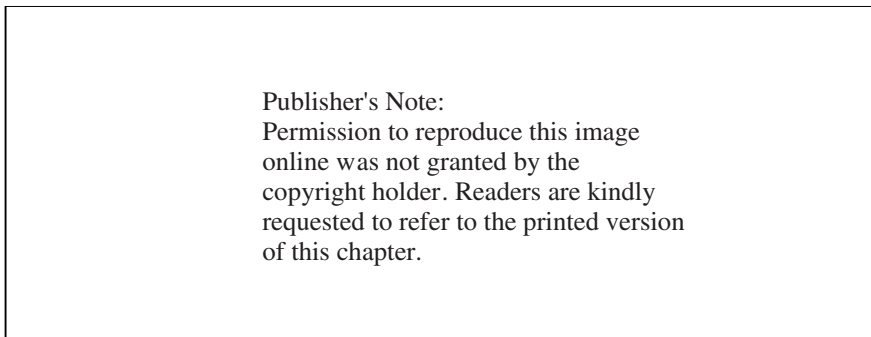 Publisher's Note:
Permission to reproduce this image
online was not granted by the
copyright holder. Readers are kindly
requested to refer to the printed version
of this chapter.